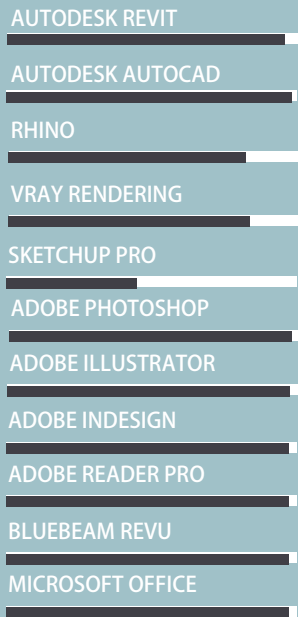 AUTODESK REVIT
AUTODESK AUTOCAD
RHINO
VRAY RENDERING
SKETCHUP PRO
ADOBE PHOTOSHOP
ADOBE ILLUSTRATOR
ADOBE INDESIGN
ADOBE READER PRO
BLUEBEAM REVU
MICROSOFT OFFICE